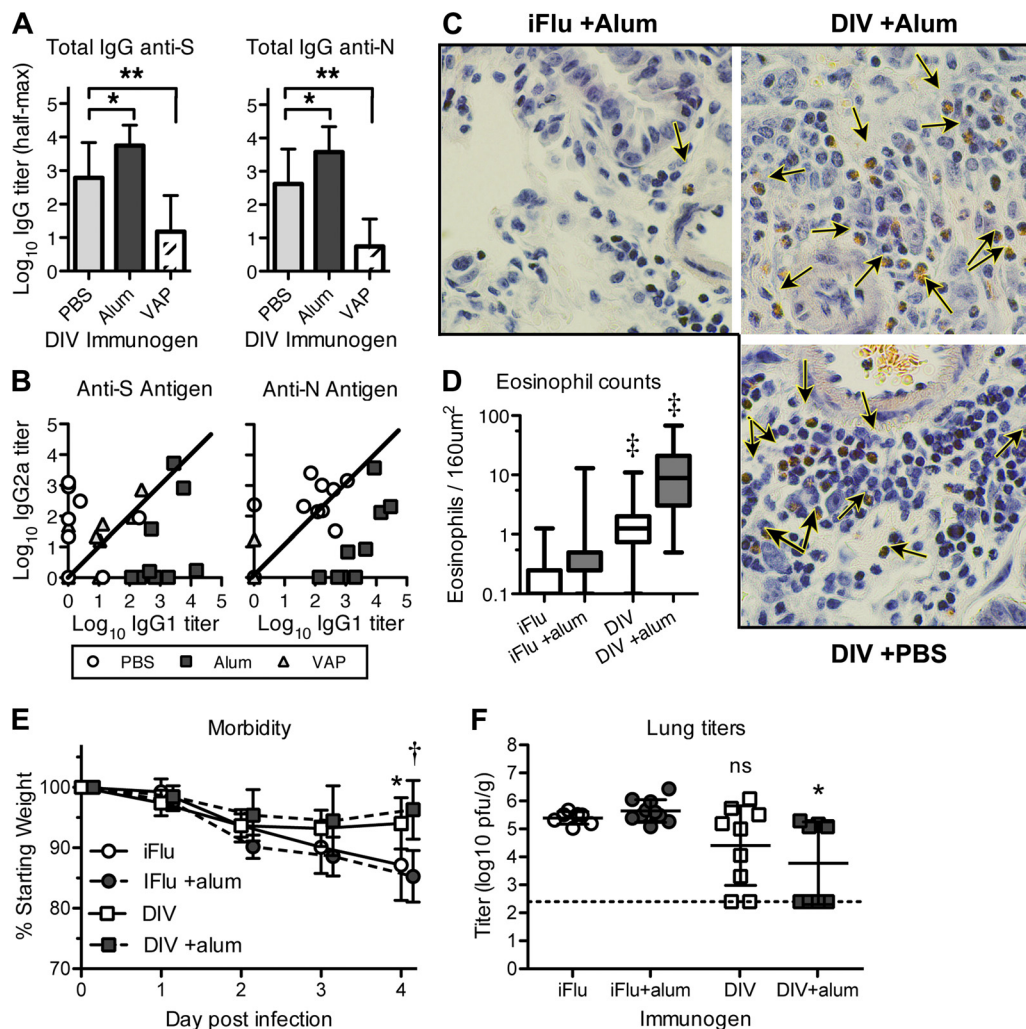 A
Total IgG anti-S
Total IgG anti-N
Log10 IgG titer (half-max)
**
*
**
*
5
4
3
2
1
0
5
4
3
2
1
0
PBS
Alum
VAP
PBS
Alum
VAP
DIV Immunogen
DIV Immunogen
B
Anti-S Antigen
Anti-N Antigen
Log10 IgG2a titer
5
4
3
2
1
0
0 1 2 3 4 5
0 1 2 3 4 5
Log10 IgG1 titer
Log10 IgG1 titer
PBS
Alum
VAP
C
iFlu +Alum
DIV +Alum
DIV +PBS
D
Eosinophil counts
Eosinophils / 160um2
100
10
1
0.1
‡
‡
iFlu
iFlu +alum
DIV
DIV +alum
E
Morbidity
% Starting Weight
100
90
80
70
*
†
iFlu
IFlu +alum
DIV
DIV +alum
0 1 2 3 4
Day post infection
F
Lung titers
Titer (log10 pfu/g)
8
7
6
5
4
3
2
1
0
ns
*
iFlu
iFlu+alum
DIV
DIV+alum
Immunogen